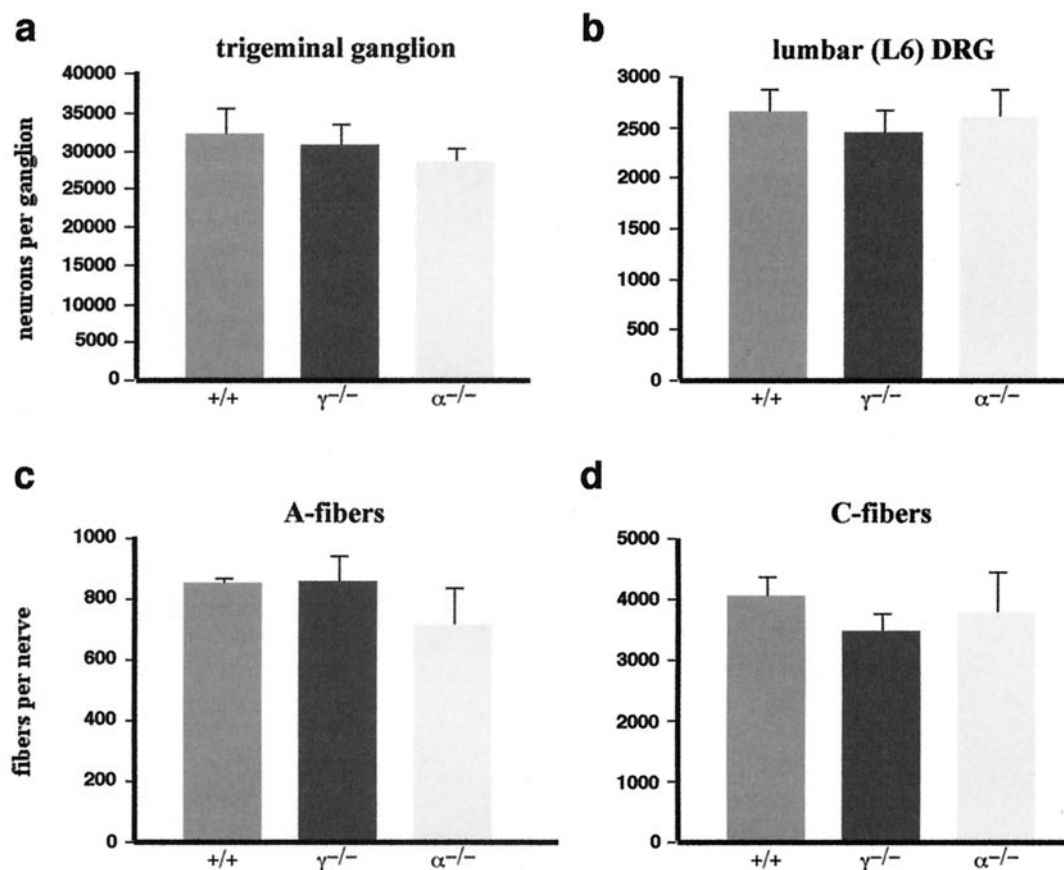 a
trigeminal ganglion
neurons per ganglion
40000
35000
30000
25000
20000
15000
10000
5000
0
+/+ γ−/− α−/−
b
lumbar (L6) DRG
3000
2500
2000
1500
1000
500
0
+/+ γ−/− α−/−
c
A-fibers
fibers per nerve
1000
800
600
400
200
0
+/+ γ−/− α−/−
d
C-fibers
5000
4000
3000
2000
1000
0
+/+ γ−/− α−/−